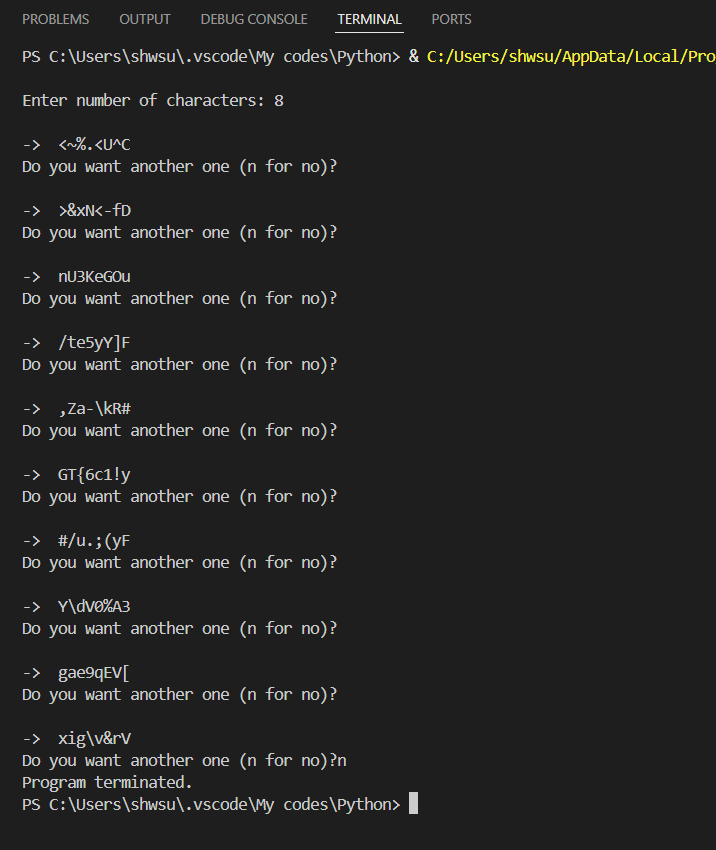 PROBLEMS OUTPUT DEBUG CONSOLE TERMINAL PORTS
PS C:\Users\shwsu\.vscode\My codes\Python> & C:/Users/shwsu/AppData/Local/Pro
Enter number of characters: 8
-> <~%.<U^C
Do you want another one (n for no)?
-> >&xN<-fD
Do you want another one (n for no)?
-> nU3KeGOu
Do you want another one (n for no)?
-> /te5yY]F
Do you want another one (n for no)?
-> ,Za-\kR#
Do you want another one (n for no)?
-> GT{6c1!y
Do you want another one (n for no)?
-> #/u.;(yF
Do you want another one (n for no)?
-> Y\dV0%A3
Do you want another one (n for no)?
-> gae9qEV[
Do you want another one (n for no)?
-> xig\v&rV
Do you want another one (n for no)?n
Program terminated.
PS C:\Users\shwsu\.vscode\My codes\Python>